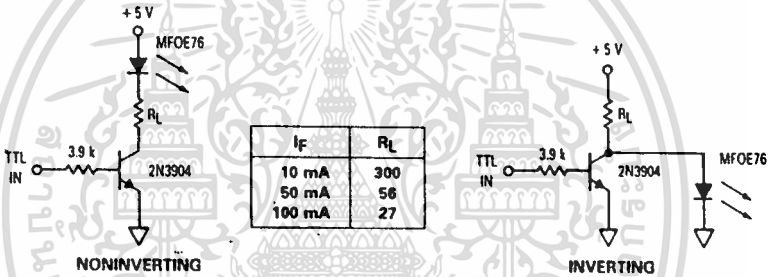 + 5 V
MFOE76
RL
TTL
IN
3.9 k
2N3904
NONINVERTING
IF RL
10 mA 300
50 mA 56
100 mA 27
+ 5 V
RL
TTL
IN
3.9 k
2N3904
MFOE76
INVERTING